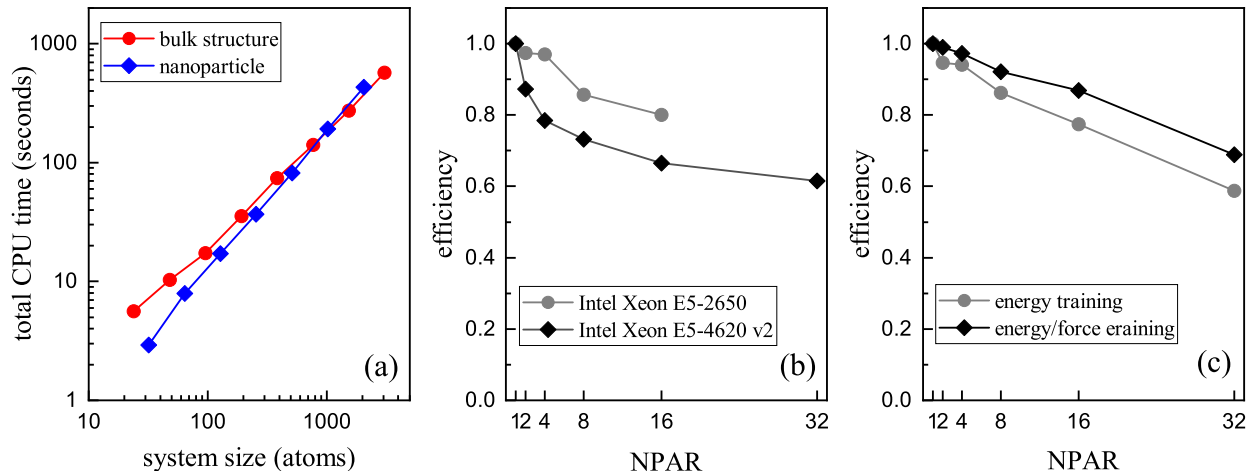 total CPU time (seconds)
1000
100
10
1
bulk structure
nanoparticle
(a)
10 100 1000
system size (atoms)
efficiency
1.0
0.8
0.6
0.4
0.2
0.0
Intel Xeon E5-2650
Intel Xeon E5-4620 v2
(b)
1 2 4 8 16 32
NPAR
efficiency
1.0
0.8
0.6
0.4
0.2
0.0
energy training
energy/force eraining
(c)
1 2 4 8 16 32
NPAR